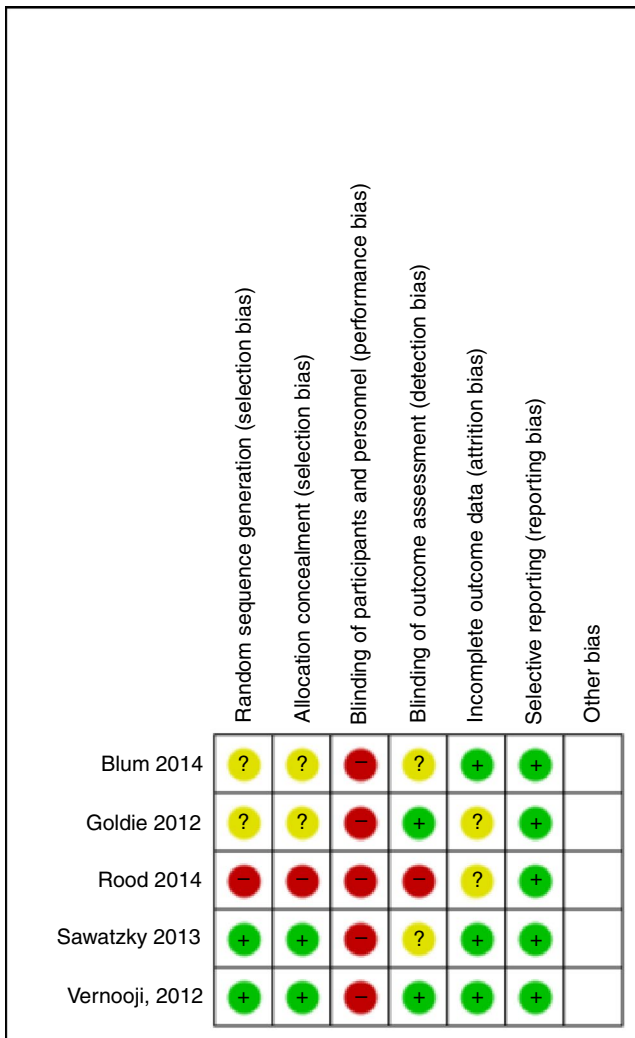 Random sequence generation (selection bias)
Allocation concealment (selection bias)
Blinding of participants and personnel (performance bias)
Blinding of outcome assessment (detection bias)
Incomplete outcome data (attrition bias)
Selective reporting (reporting bias)
Other bias
Blum 2014 ? ? − ? + +
Goldie 2012 ? ? − + ? +
Rood 2014 − − − − ? +
Sawatzky 2013 + + − ? + +
Vernooji, 2012 + + − + + +